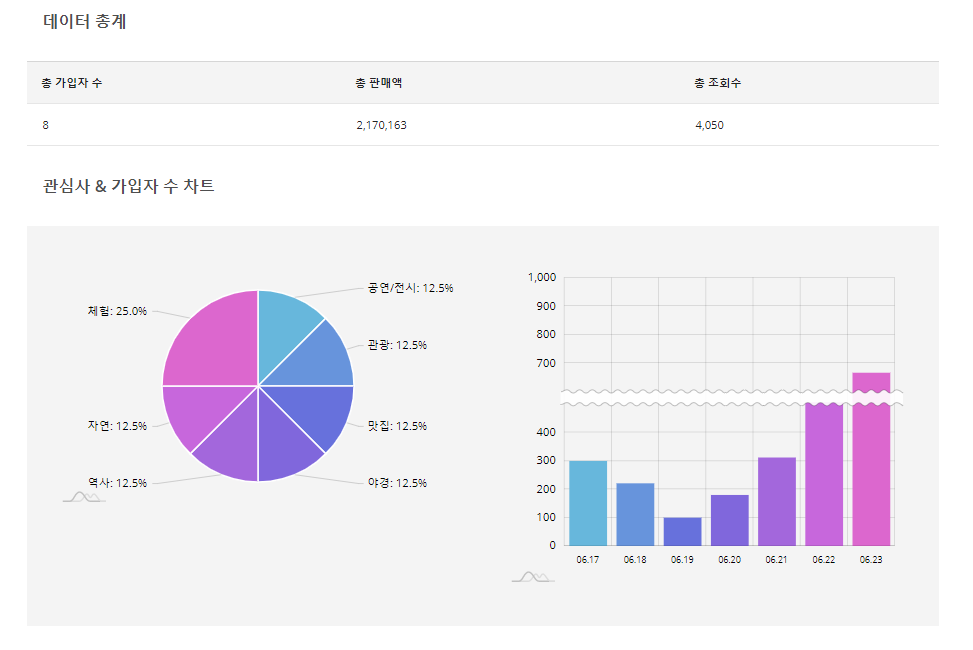 데이터 총계
총 가입자 수 총 판매액 총 조회수
8 2,170,163 4,050
관심사 & 가입자 수 차트
공연/전시: 12.5%
체험: 25.0%
관광: 12.5%
자연: 12.5%
맛집: 12.5%
역사: 12.5%
야경: 12.5%
1,000
900
800
700
400
300
200
100
0
06.17 06.18 06.19 06.20 06.21 06.22 06.23